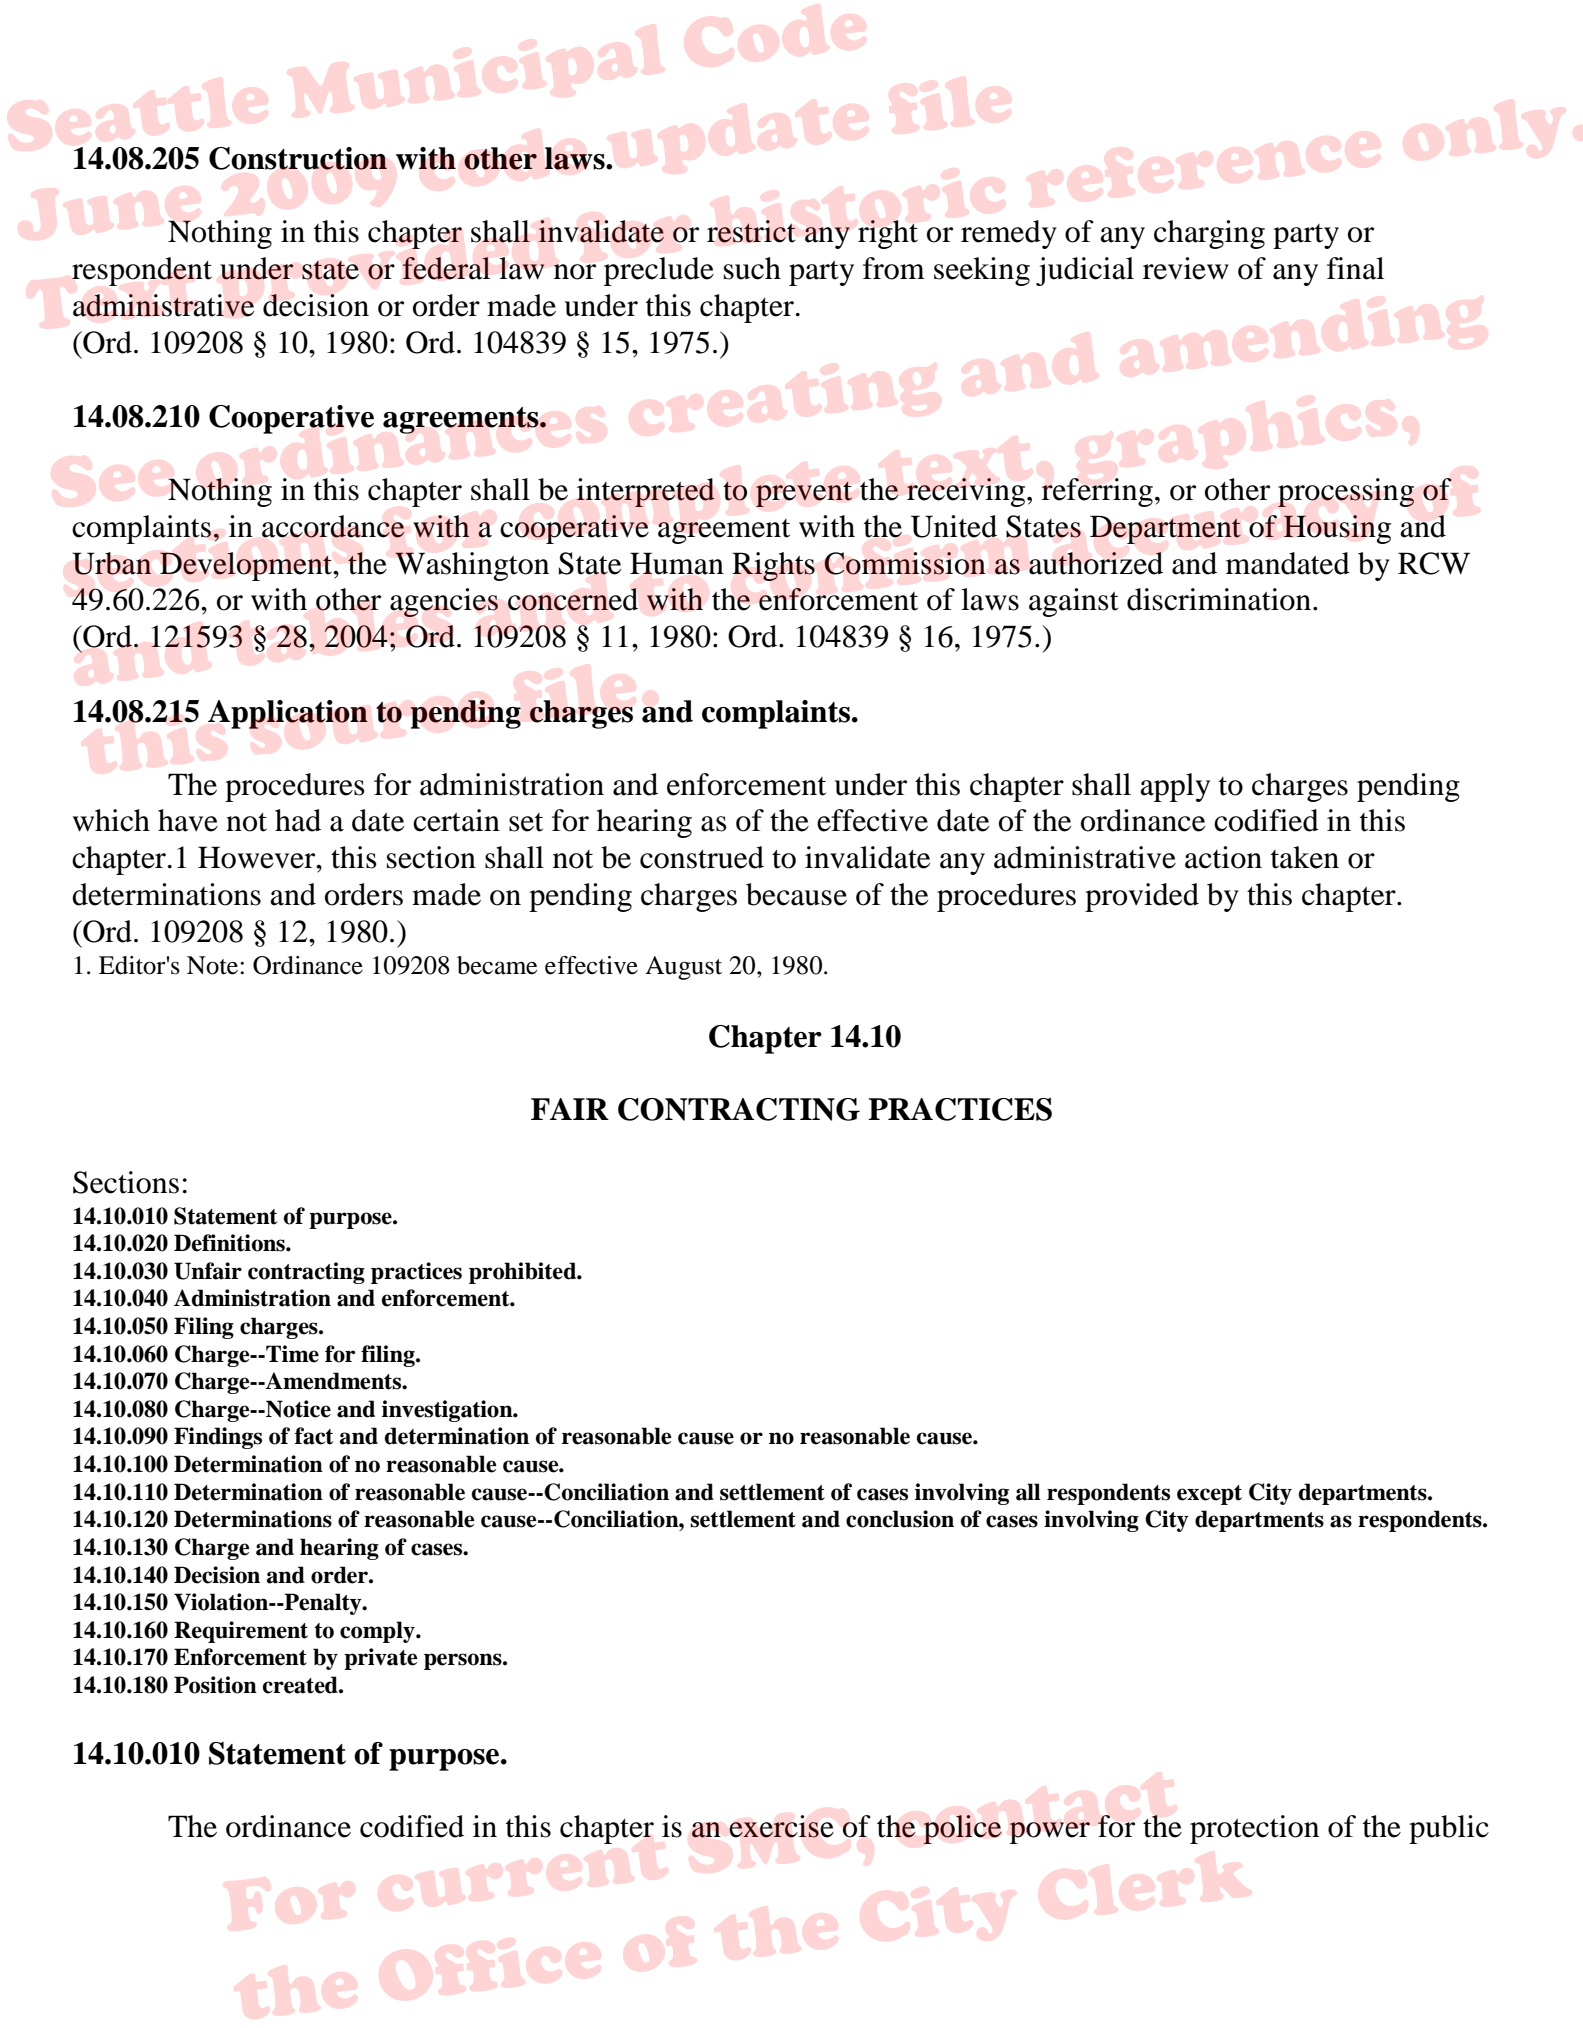 Seattle Municipal Code
June 2009 code update file
Text provided for historic reference only.
See ordinances creating and amending
sections for complete text, graphics,
and tables and to confirm accuracy of
this source file.
14.08.205 Construction with other laws.
Nothing in this chapter shall invalidate or restrict any right or remedy of any charging party or
respondent under state or federal law nor preclude such party from seeking judicial review of any final
administrative decision or order made under this chapter.
(Ord. 109208 § 10, 1980: Ord. 104839 § 15, 1975.)
14.08.210 Cooperative agreements.
Nothing in this chapter shall be interpreted to prevent the receiving, referring, or other processing of
complaints, in accordance with a cooperative agreement with the United States Department of Housing and
Urban Development, the Washington State Human Rights Commission as authorized and mandated by RCW
49.60.226, or with other agencies concerned with the enforcement of laws against discrimination.
(Ord. 121593 § 28, 2004; Ord. 109208 § 11, 1980: Ord. 104839 § 16, 1975.)
14.08.215 Application to pending charges and complaints.
The procedures for administration and enforcement under this chapter shall apply to charges pending
which have not had a date certain set for hearing as of the effective date of the ordinance codified in this
chapter.1 However, this section shall not be construed to invalidate any administrative action taken or
determinations and orders made on pending charges because of the procedures provided by this chapter.
(Ord. 109208 § 12, 1980.)
1. Editor's Note: Ordinance 109208 became effective August 20, 1980.
Chapter 14.10
FAIR CONTRACTING PRACTICES
Sections:
14.10.010 Statement of purpose.
14.10.020 Definitions.
14.10.030 Unfair contracting practices prohibited.
14.10.040 Administration and enforcement.
14.10.050 Filing charges.
14.10.060 Charge--Time for filing.
14.10.070 Charge--Amendments.
14.10.080 Charge--Notice and investigation.
14.10.090 Findings of fact and determination of reasonable cause or no reasonable cause.
14.10.100 Determination of no reasonable cause.
14.10.110 Determination of reasonable cause--Conciliation and settlement of cases involving all respondents except City departments.
14.10.120 Determinations of reasonable cause--Conciliation, settlement and conclusion of cases involving City departments as respondents.
14.10.130 Charge and hearing of cases.
14.10.140 Decision and order.
14.10.150 Violation--Penalty.
14.10.160 Requirement to comply.
14.10.170 Enforcement by private persons.
14.10.180 Position created.
14.10.010 Statement of purpose.
The ordinance codified in this chapter is an exercise of the police power for the protection of the public
For current SMC, contact
the Office of the City Clerk